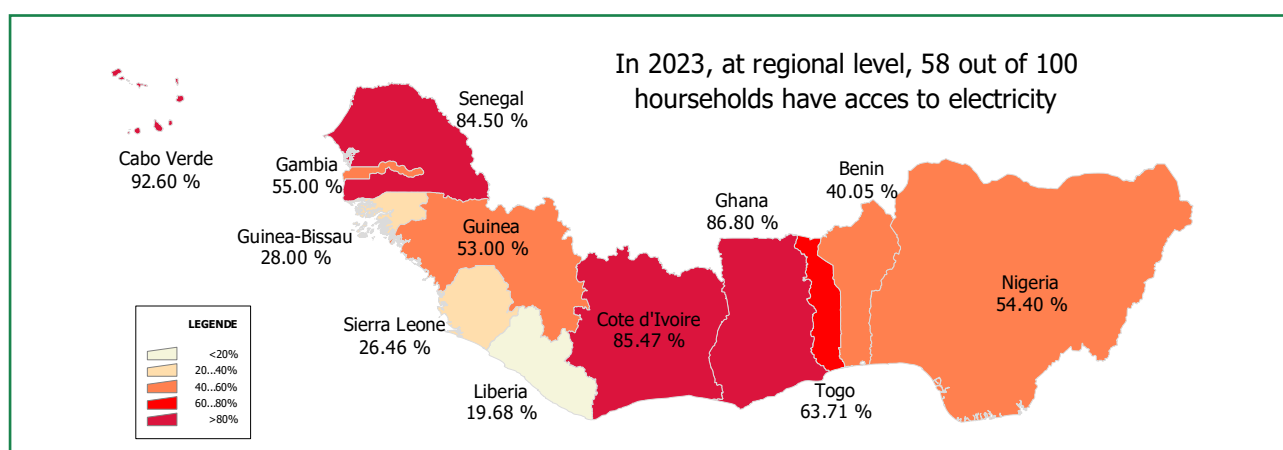 In 2023, at regional level, 58 out of 100
hourseholds have acces to electricity
Cabo Verde
92.60 %
Senegal
84.50 %
Gambia
55.00 %
Guinea-Bissau
28.00 %
Guinea
53.00 %
Sierra Leone
26.46 %
Liberia
19.68 %
Cote d'Ivoire
85.47 %
Ghana
86.80 %
Togo
63.71 %
Benin
40.05 %
Nigeria
54.40 %
LEGENDE
<20%
20...40%
40...60%
60...80%
>80%